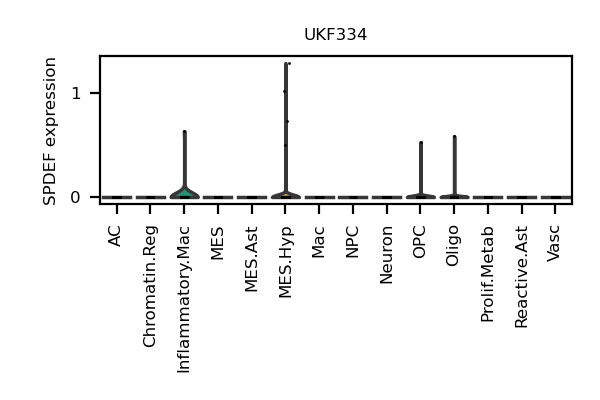 UKF334
SPDEF expression
1
0
AC
Chromatin.Reg
Inflammatory.Mac
MES
MES.Ast
MES.Hyp
Mac
NPC
Neuron
OPC
Oligo
Prolif.Metab
Reactive.Ast
Vasc